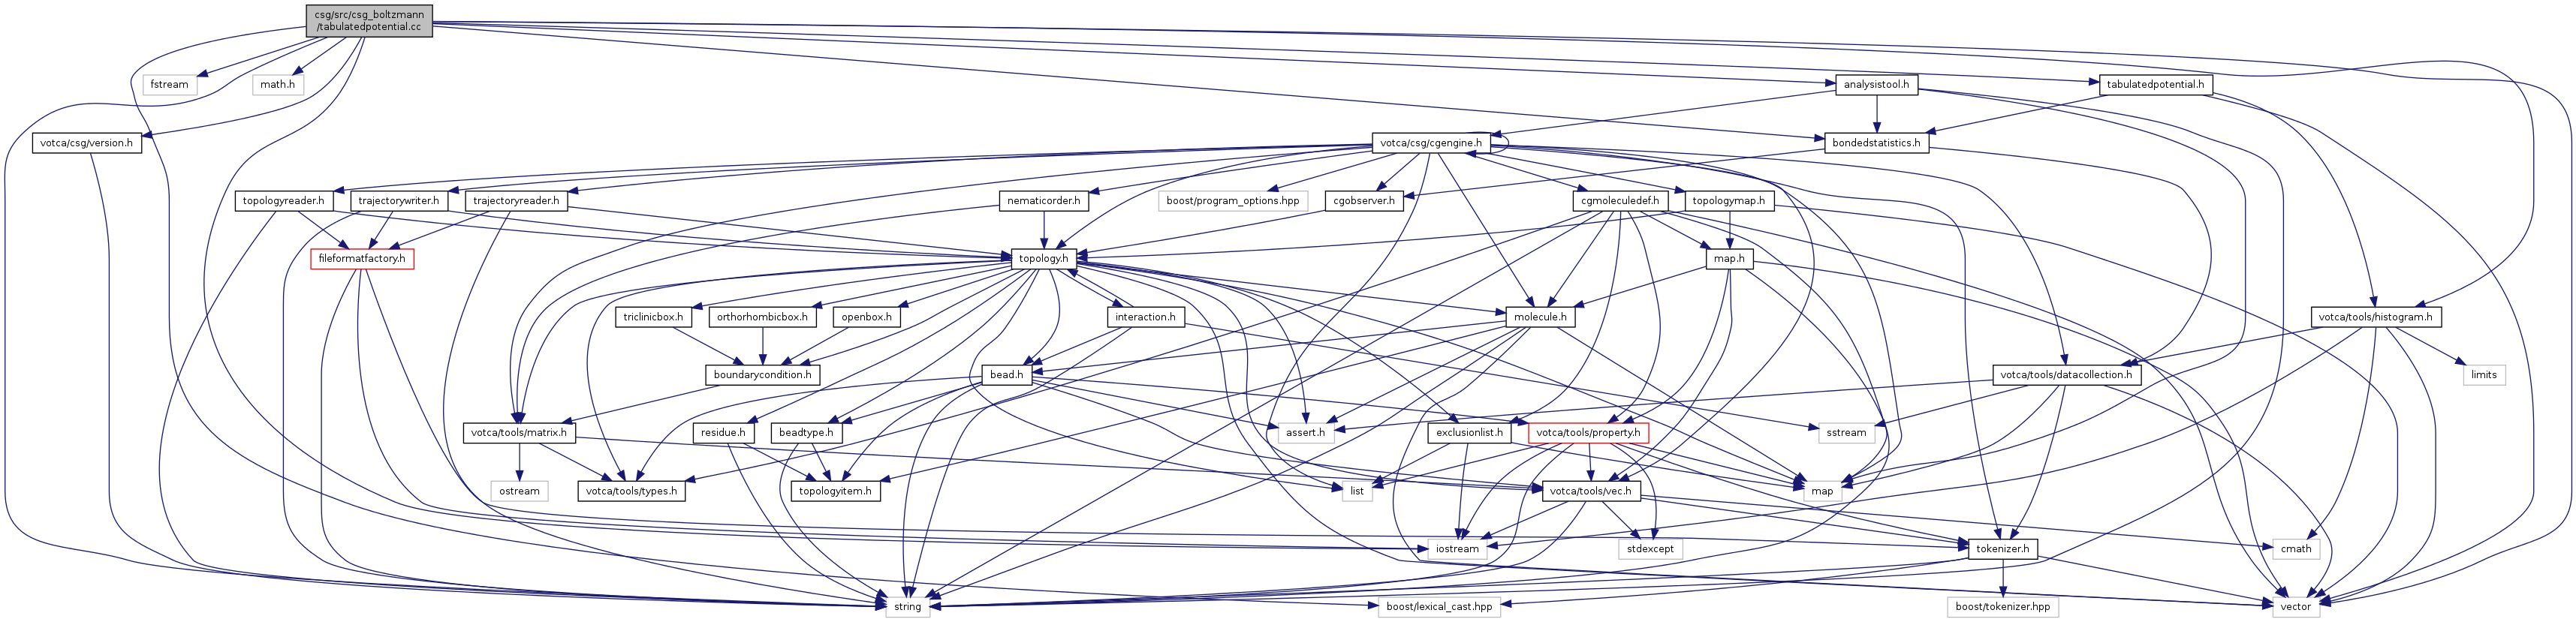 csg/src/csg_boltzmann
/tabulatedpotential.cc
fstream
math.h
analysistool.h
tabulatedpotential.h
votca/csg/version.h
votca/csg/cgengine.h
bondedstatistics.h
topologyreader.h
trajectorywriter.h
trajectoryreader.h
nematicorder.h
boost/program_options.hpp
cgobserver.h
cgmoleculedef.h
topologymap.h
fileformatfactory.h
topology.h
map.h
triclinicbox.h
orthorhombicbox.h
openbox.h
interaction.h
molecule.h
votca/tools/histogram.h
boundarycondition.h
bead.h
votca/tools/datacollection.h
limits
votca/tools/matrix.h
residue.h
beadtype.h
assert.h
exclusionlist.h
votca/tools/property.h
sstream
ostream
votca/tools/types.h
topologyitem.h
list
votca/tools/vec.h
map
iostream
stdexcept
tokenizer.h
cmath
string
boost/lexical_cast.hpp
boost/tokenizer.hpp
vector